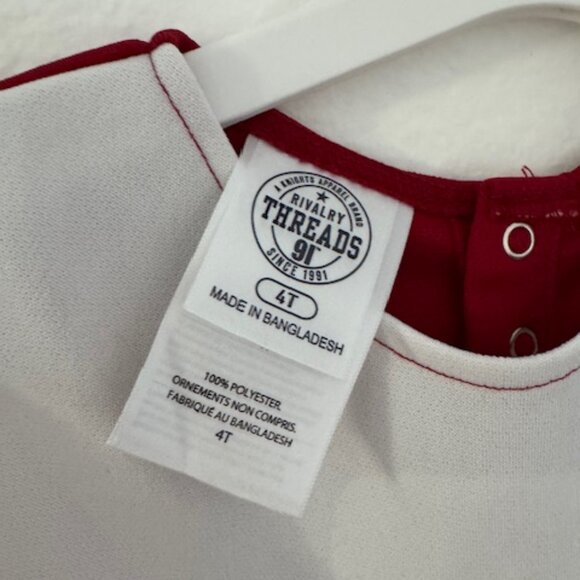 A KNIGHTS APPAREL BRAND
RIVALRY
THREADS
91
SINCE 1991
4T
MADE IN BANGLADESH
100% POLYESTER.
ORNEMENTS NON COMPRIS.
FABRIQUÉ AU BANGLADESH
4T